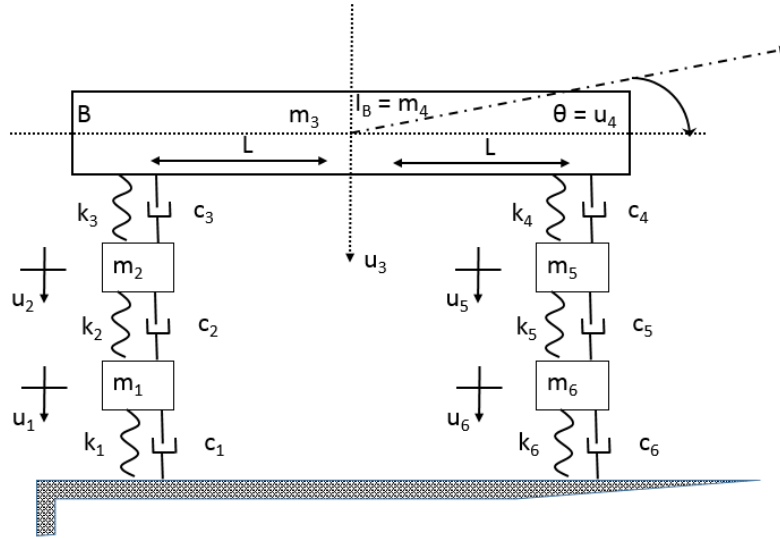 B
m₃
I_B = m₄
θ = u₄
L
L
k₃
c₃
k₄
c₄
u₃
m₂
m₅
u₂
u₅
k₂
c₂
k₅
c₅
m₁
m₆
u₁
u₆
k₁
c₁
k₆
c₆